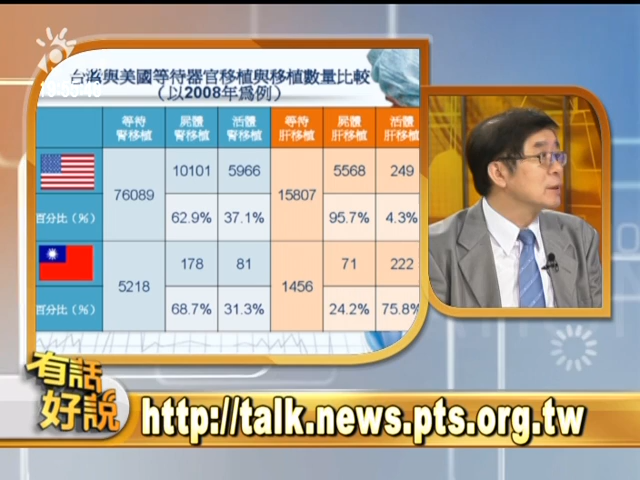 台灣與美國等待器官移植與移植數量比較
(以2008年為例)
等待 屍體 活體 等待 屍體 活體
腎移植 腎移植 腎移植 肝移植 肝移植 肝移植
76089 10101 5966 15807 5568 249
百分比(%) 62.9% 37.1% 95.7% 4.3%
5218 178 81 1456 71 222
百分比(%) 68.7% 31.3% 24.2% 75.8%
有話
好說
http://talk.news.pts.org.tw